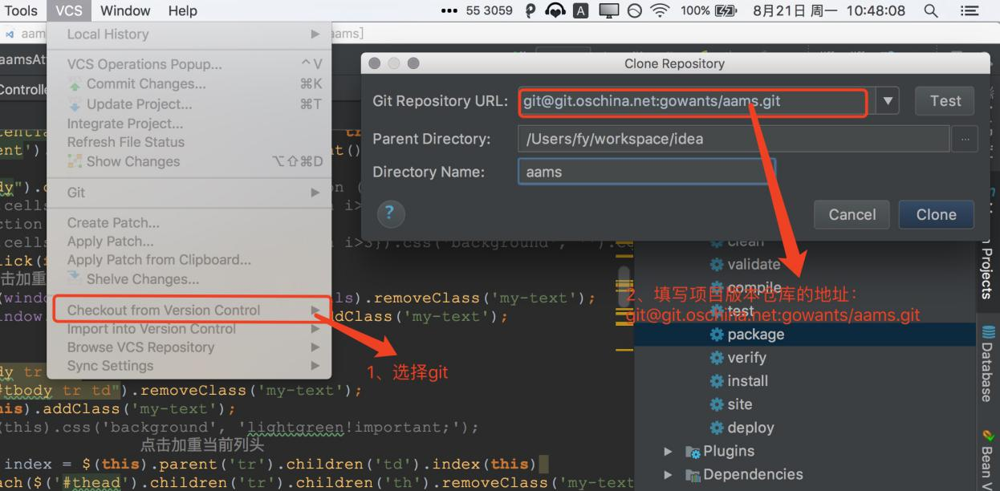 Tools VCS Window Help ••• 55 3059 A 100% 8月21日 周一 10:48:08
aam ams]
aamsAt
Controlle
Local History
VCS Operations Popup... ^V
Commit Changes... ⌘K
Update Project... ⌘T
Integrate Project...
Refresh File Status
Show Changes ⌥⇧⌘D
Git
Create Patch...
Apply Patch...
Apply Patch from Clipboard...
Shelve Changes...
Checkout from Version Control
Import into Version Control
Browse VCS Repository
Sync Settings
Clone Repository
Git Repository URL: git@git.oschina.net:gowants/aams.git Test
Parent Directory: /Users/fy/workspace/idea ...
Directory Name: aams
? Cancel Clone
1、选择git
2、填写项目版本仓库的地址:
git@git.oschina.net:gowants/aams.git
clean
validate
compile
test
package
verify
install
site
deploy
Plugins
Dependencies
Projects
Database
Bean V
ent').
t()
dy").
.cells
ction
.cells i>3}).css('background',
lick(
击加重
(window ls).removeClass('my-text');
indow. ddClass('my-text');
dy tr
#tbody tr td").removeClass('my-text');
his).addClass('my-text');
(this).css('background', 'lightgreen!important;');
点击加重当前列头
index = $(this).parent('tr').children('td').index(this)
ach($('#thead').children('tr').children('th').removeClass('my-text